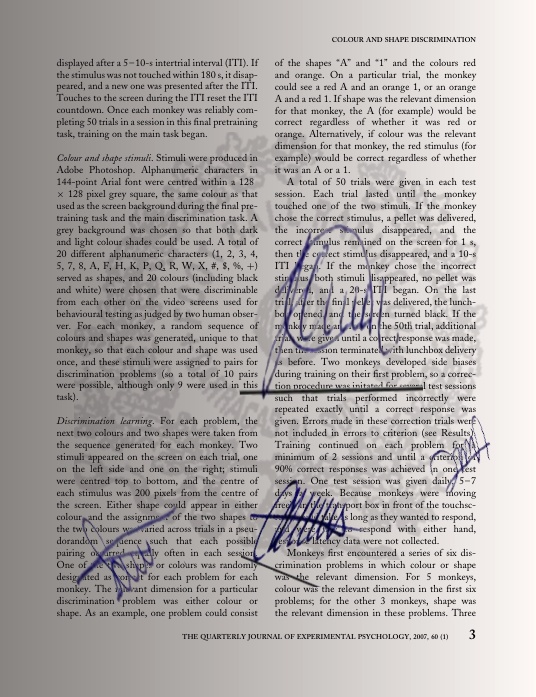 COLOUR AND SHAPE DISCRIMINATION
displayed after a 5–10-s intertrial interval (ITI). If
the stimulus was not touched within 180 s, it disap-
peared, and a new one was presented after the ITI.
Touches to the screen during the ITI reset the ITI
countdown. Once each monkey was reliably com-
pleting 50 trials in a session in this final pretraining
task, training on the main task began.
Colour and shape stimuli. Stimuli were produced in
Adobe Photoshop. Alphanumeric characters in
144-point Arial font were centred within a 128
× 128 pixel grey square, the same colour as that
used as the screen background during the final pre-
training task and the main discrimination task. A
grey background was chosen so that both dark
and light colour shades could be used. A total of
20 different alphanumeric characters (1, 2, 3, 4,
5, 7, 8, A, F, H, K, P, Q, R, W, X, #, $, %, +)
served as shapes, and 20 colours (including black
and white) were chosen that were discriminable
from each other on the video screens used for
behavioural testing as judged by two human obser-
ver. For each monkey, a random sequence of
colours and shapes was generated, unique to that
monkey, so that each colour and shape was used
once, and these stimuli were assigned to pairs for
discrimination problems (so a total of 10 pairs
were possible, although only 9 were used in this
task).
Discrimination learning. For each problem, the
next two colours and two shapes were taken from
the sequence generated for each monkey. Two
stimuli appeared on the screen on each trial, one
on the left side and one on the right; stimuli
were centred top to bottom, and the centre of
each stimulus was 200 pixels from the centre of
the screen. Either shape could appear in either
colour, and the assignment of the two shapes to
the two colours was varied across trials in a pseu-
dorandom sequence such that each possible
pairing occurred equally often in each session.
One of the two shapes or colours was randomly
designated as correct for each problem for each
monkey. The relevant dimension for a particular
discrimination problem was either colour or
shape. As an example, one problem could consist
of the shapes “A” and “1” and the colours red
and orange. On a particular trial, the monkey
could see a red A and an orange 1, or an orange
A and a red 1. If shape was the relevant dimension
for that monkey, the A (for example) would be
correct regardless of whether it was red or
orange. Alternatively, if colour was the relevant
dimension for that monkey, the red stimulus (for
example) would be correct regardless of whether
it was an A or a 1.
A total of 50 trials were given in each test
session. Each trial lasted until the monkey
touched one of the two stimuli. If the monkey
chose the correct stimulus, a pellet was delivered,
the incorrect stimulus disappeared, and the
correct stimulus remained on the screen for 1 s,
then the correct stimulus disappeared, and a 10-s
ITI began. If the monkey chose the incorrect
stimulus, both stimuli disappeared, no pellet was
delivered, and a 20-s ITI began. On the last
trial, after the final pellet was delivered, the lunch-
box opened, and the screen turned black. If the
monkey made an error on the 50th trial, additional
trials were given until a correct response was made,
then the session terminated with lunchbox delivery
as before. Two monkeys developed side biases
during training on their first problem, so a correc-
tion procedure was initated for several test sessions
such that trials performed incorrectly were
repeated exactly until a correct response was
given. Errors made in these correction trials were
not included in errors to criterion (see Results).
Training continued on each problem for a
minimum of 2 sessions and until a criterion of
90% correct responses was achieved in one test
session. One test session was given daily, 5–7
days a week. Because monkeys were moving
free in the transport box in front of the touchsc-
as long as they wanted to respond,
respond with either hand,
latency data were not collected.
Monkeys first encountered a series of six dis-
crimination problems in which colour or shape
was the relevant dimension. For 5 monkeys,
colour was the relevant dimension in the first six
problems; for the other 3 monkeys, shape was
the relevant dimension in these problems. Three
THE QUARTERLY JOURNAL OF EXPERIMENTAL PSYCHOLOGY, 2007, 60 (1) 3